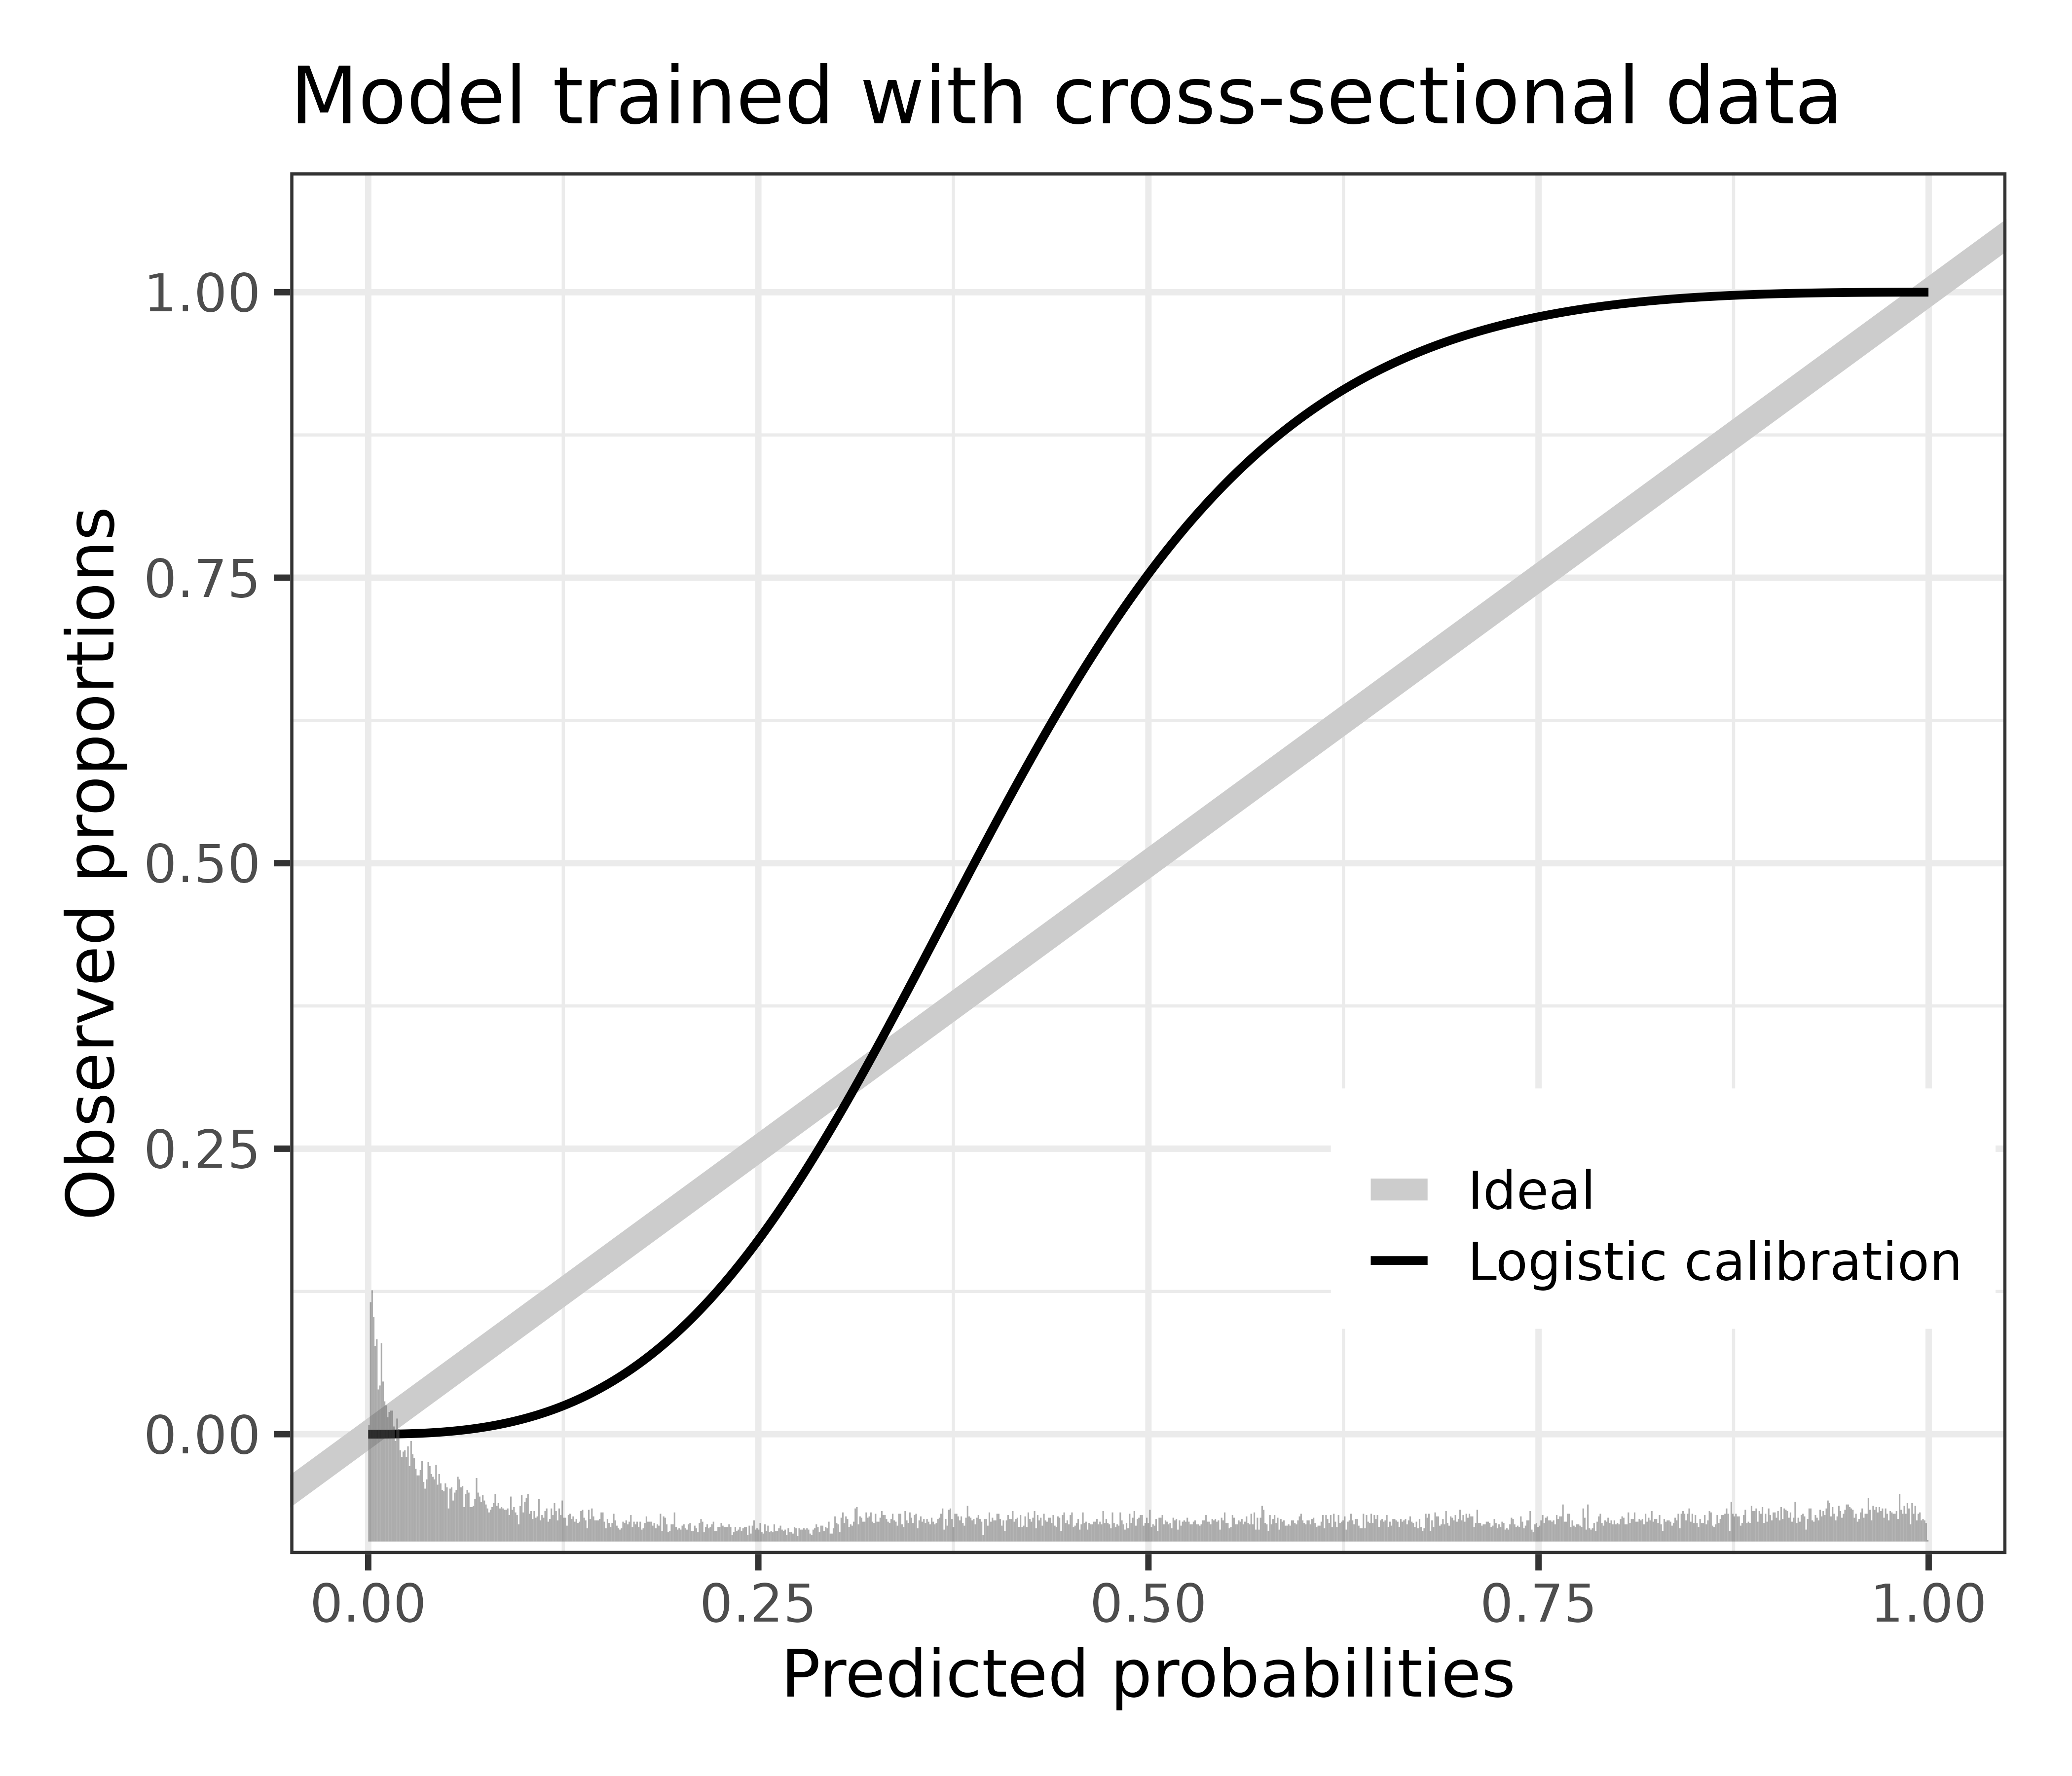 Model trained with cross-sectional data
Observed proportions
1.00
0.75
0.50
0.25
0.00
Ideal
Logistic calibration
0.00 0.25 0.50 0.75 1.00
Predicted probabilities